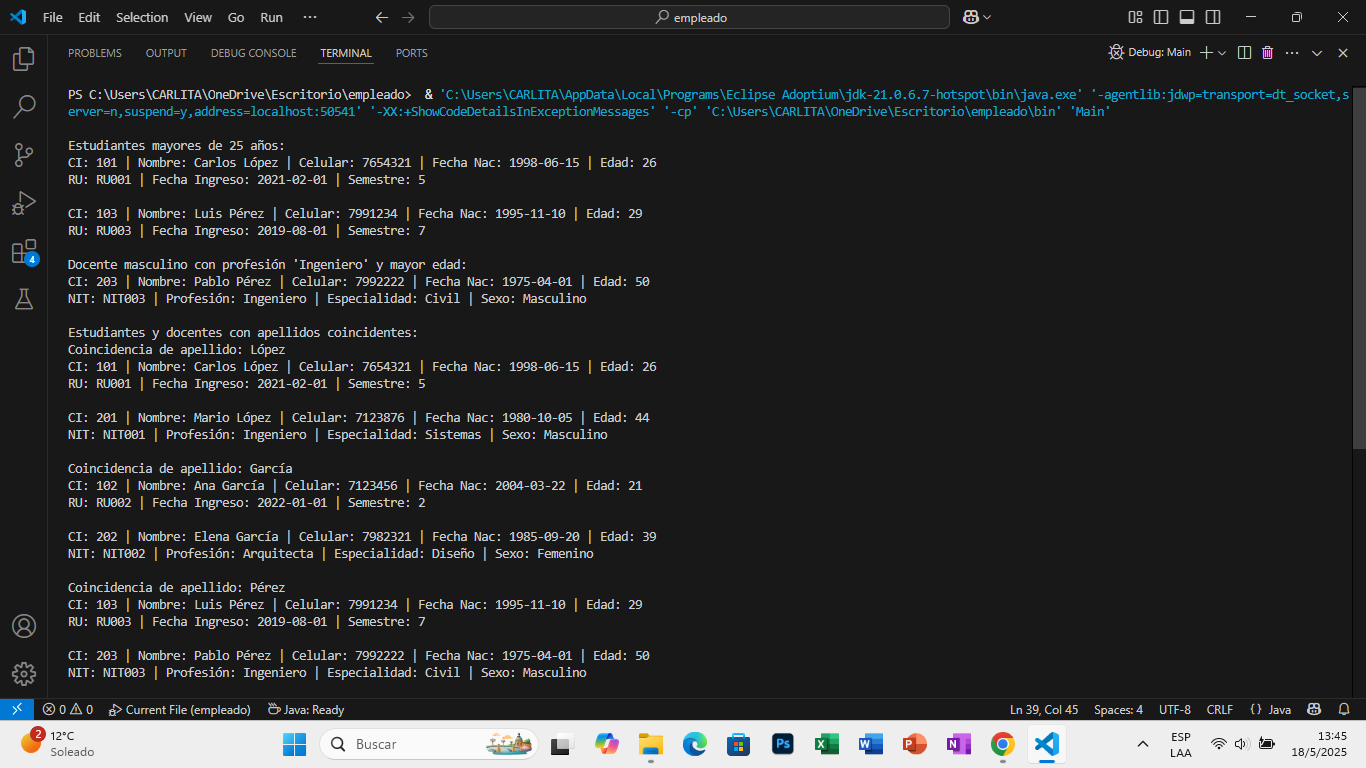 File Edit Selection View Go Run ···
empleado
PROBLEMS OUTPUT DEBUG CONSOLE TERMINAL PORTS
Debug: Main
PS C:\Users\CARLITA\OneDrive\Escritorio\empleado>  & 'C:\Users\CARLITA\AppData\Local\Programs\Eclipse Adoptium\jdk-21.0.6.7-hotspot\bin\java.exe' '-agentlib:jdwp=transport=dt_socket,s
erver=n,suspend=y,address=localhost:50541' '-XX:+ShowCodeDetailsInExceptionMessages' '-cp' 'C:\Users\CARLITA\OneDrive\Escritorio\empleado\bin' 'Main'
Estudiantes mayores de 25 años:
CI: 101 | Nombre: Carlos López | Celular: 7654321 | Fecha Nac: 1998-06-15 | Edad: 26
RU: RU001 | Fecha Ingreso: 2021-02-01 | Semestre: 5
CI: 103 | Nombre: Luis Pérez | Celular: 7991234 | Fecha Nac: 1995-11-10 | Edad: 29
RU: RU003 | Fecha Ingreso: 2019-08-01 | Semestre: 7
Docente masculino con profesión 'Ingeniero' y mayor edad:
CI: 203 | Nombre: Pablo Pérez | Celular: 7992222 | Fecha Nac: 1975-04-01 | Edad: 50
NIT: NIT003 | Profesión: Ingeniero | Especialidad: Civil | Sexo: Masculino
Estudiantes y docentes con apellidos coincidentes:
Coincidencia de apellido: López
CI: 101 | Nombre: Carlos López | Celular: 7654321 | Fecha Nac: 1998-06-15 | Edad: 26
RU: RU001 | Fecha Ingreso: 2021-02-01 | Semestre: 5
CI: 201 | Nombre: Mario López | Celular: 7123876 | Fecha Nac: 1980-10-05 | Edad: 44
NIT: NIT001 | Profesión: Ingeniero | Especialidad: Sistemas | Sexo: Masculino
Coincidencia de apellido: García
CI: 102 | Nombre: Ana García | Celular: 7123456 | Fecha Nac: 2004-03-22 | Edad: 21
RU: RU002 | Fecha Ingreso: 2022-01-01 | Semestre: 2
CI: 202 | Nombre: Elena García | Celular: 7982321 | Fecha Nac: 1985-09-20 | Edad: 39
NIT: NIT002 | Profesión: Arquitecta | Especialidad: Diseño | Sexo: Femenino
Coincidencia de apellido: Pérez
CI: 103 | Nombre: Luis Pérez | Celular: 7991234 | Fecha Nac: 1995-11-10 | Edad: 29
RU: RU003 | Fecha Ingreso: 2019-08-01 | Semestre: 7
CI: 203 | Nombre: Pablo Pérez | Celular: 7992222 | Fecha Nac: 1975-04-01 | Edad: 50
NIT: NIT003 | Profesión: Ingeniero | Especialidad: Civil | Sexo: Masculino
4
0 0 Current File (empleado) Java: Ready Ln 39, Col 45 Spaces: 4 UTF-8 CRLF {} Java
2
12°C
Soleado
Buscar
Ps
ESP
LAA
13:45
18/5/2025